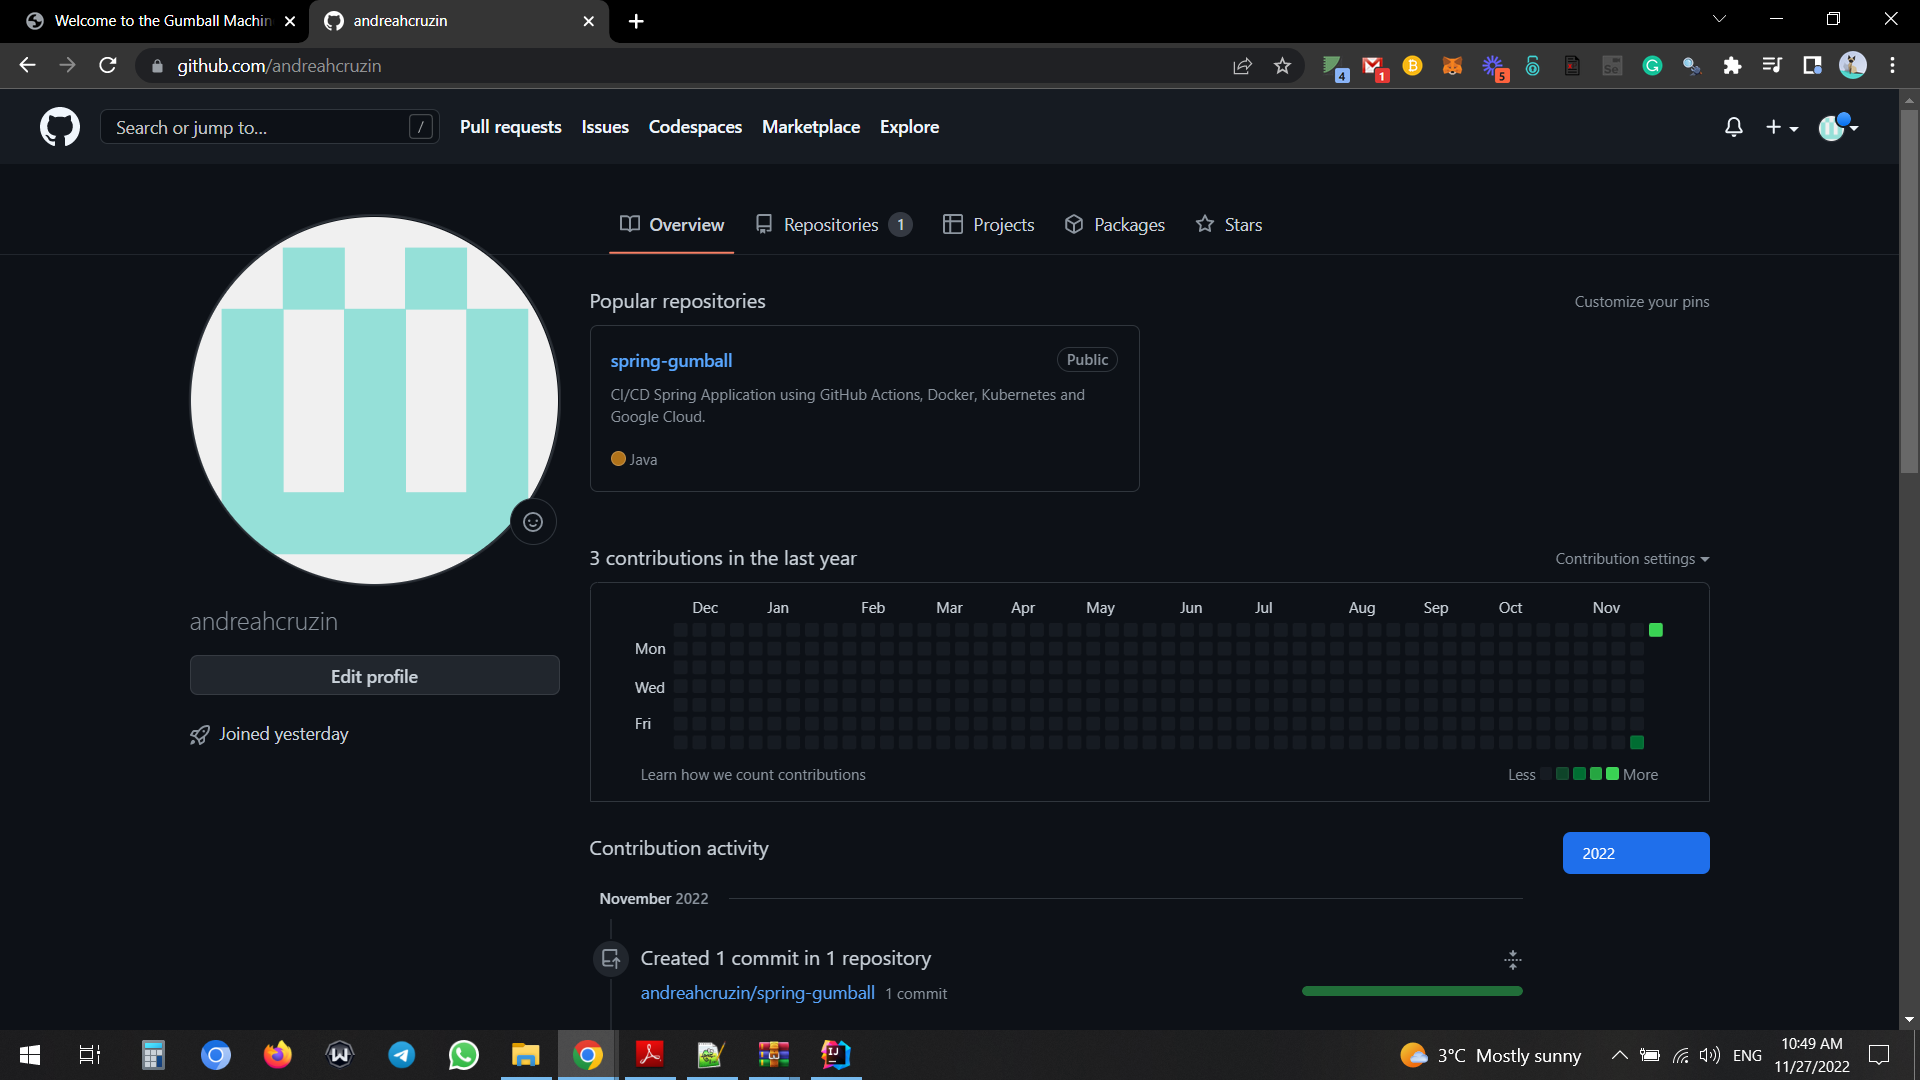 Welcome to the Gumball Machin
andreahcruzin
github.com/andreahcruzin
4
1
5
Search or jump to...
/
Pull requests
Issues
Codespaces
Marketplace
Explore
Overview
Repositories 1
Projects
Packages
Stars
Popular repositories
Customize your pins
spring-gumball
Public
CI/CD Spring Application using GitHub Actions, Docker, Kubernetes and
Google Cloud.
Java
3 contributions in the last year
Contribution settings
Dec Jan Feb Mar Apr May Jun Jul Aug Sep Oct Nov
Mon
Wed
Fri
Learn how we count contributions
Less More
andreahcruzin
Edit profile
Joined yesterday
Contribution activity
2022
November 2022
Created 1 commit in 1 repository
andreahcruzin/spring-gumball 1 commit
3°C Mostly sunny
ENG
10:49 AM
11/27/2022